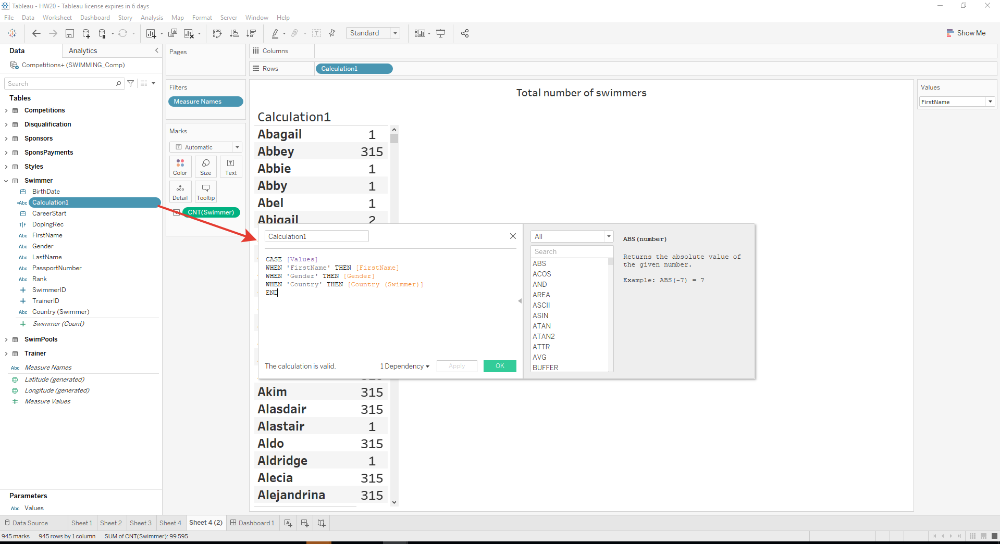 Tableau - HW20 - Tableau license expires in 6 days
File Data Worksheet Dashboard Story Analysis Map Format Server Window Help
Standard
Show Me
Data Analytics
Competitions+ (SWIMMING_Comp)
Search
Tables
Competitions
Disqualification
Sponsors
SponsPayments
Styles
Swimmer
BirthDate
=Abc Calculation1
CareerStart
T|F DopingRec
Abc FirstName
Abc Gender
Abc LastName
Abc PassportNumber
Abc Rank
# SwimmerID
# TrainerID
Abc Country (Swimmer)
# Swimmer (Count)
SwimPools
Trainer
Abc Measure Names
Latitude (generated)
Longitude (generated)
# Measure Values
Parameters
Abc Values
Pages
Filters
Measure Names
Marks
Automatic
Color Size Text
Detail Tooltip
CNT(Swimmer)
Columns
Rows Calculation1
Total number of swimmers
Calculation1
Abagail 1
Abbey 315
Abbie 1
Abby 1
Abel 1
Abigail 2
Calculation1
CASE [Values]
WHEN 'FirstName' THEN [FirstName]
WHEN 'Gender' THEN [Gender]
WHEN 'Country' THEN [Country (Swimmer)]
END
The calculation is valid.
1 Dependency
Apply
OK
All
Search
ABS
ACOS
AND
AREA
ASCII
ASIN
ATAN
ATAN2
ATTR
AVG
BUFFER
ABS(number)
Returns the absolute value of
the given number.
Example: ABS(-7) = 7
Akim 315
Alasdair 315
Alastair 1
Aldo 315
Aldridge 1
Alecia 315
Alejandrina 315
Values
FirstName
Data Source Sheet 1 Sheet 2 Sheet 3 Sheet 4 Sheet 4 (2) Dashboard 1
945 marks 945 rows by 1 column SUM of CNT(Swimmer): 99 595